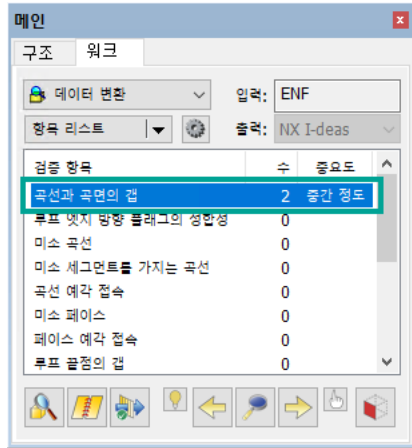 메인
구조 워크
데이터 변환 입력: ENF
항목 리스트 출력: NX I-deas
검증 항목 수 중요도
곡선과 곡면의 갭 2 중간 정도
루프 엣지 방향 플래그의 정합성 0
미소 곡선 0
미소 세그먼트를 가지는 곡선 0
곡선 예각 접속 0
미소 페이스 0
페이스 예각 접속 0
루프 끝점의 갭 0